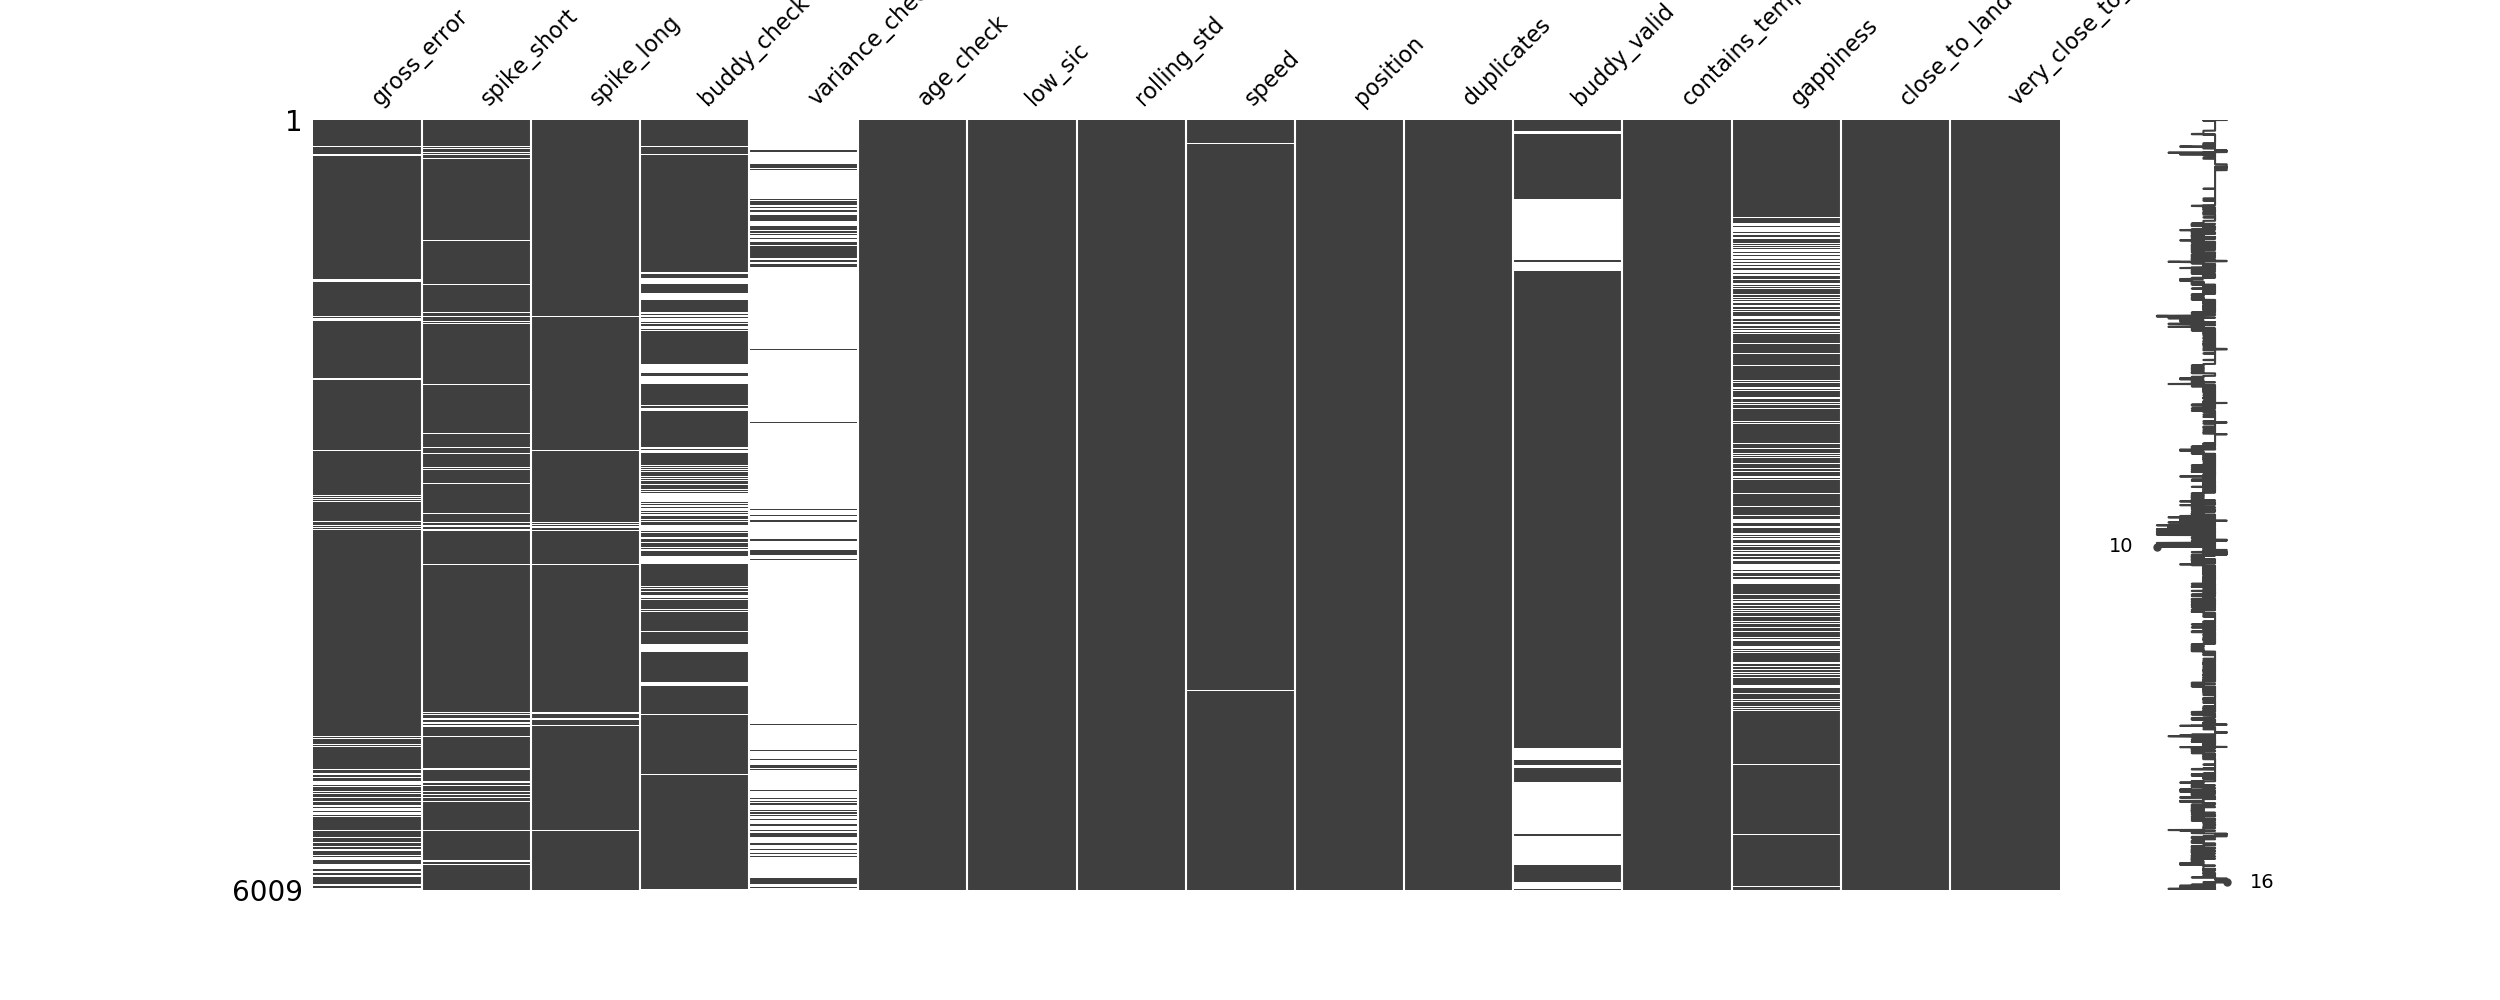 gross_error
spike_short
spike_long
buddy_check
age_check
low_sic
rolling_std
speed
position
duplicates
buddy_valid
gappiness
close_to_land
1
10
16
6009